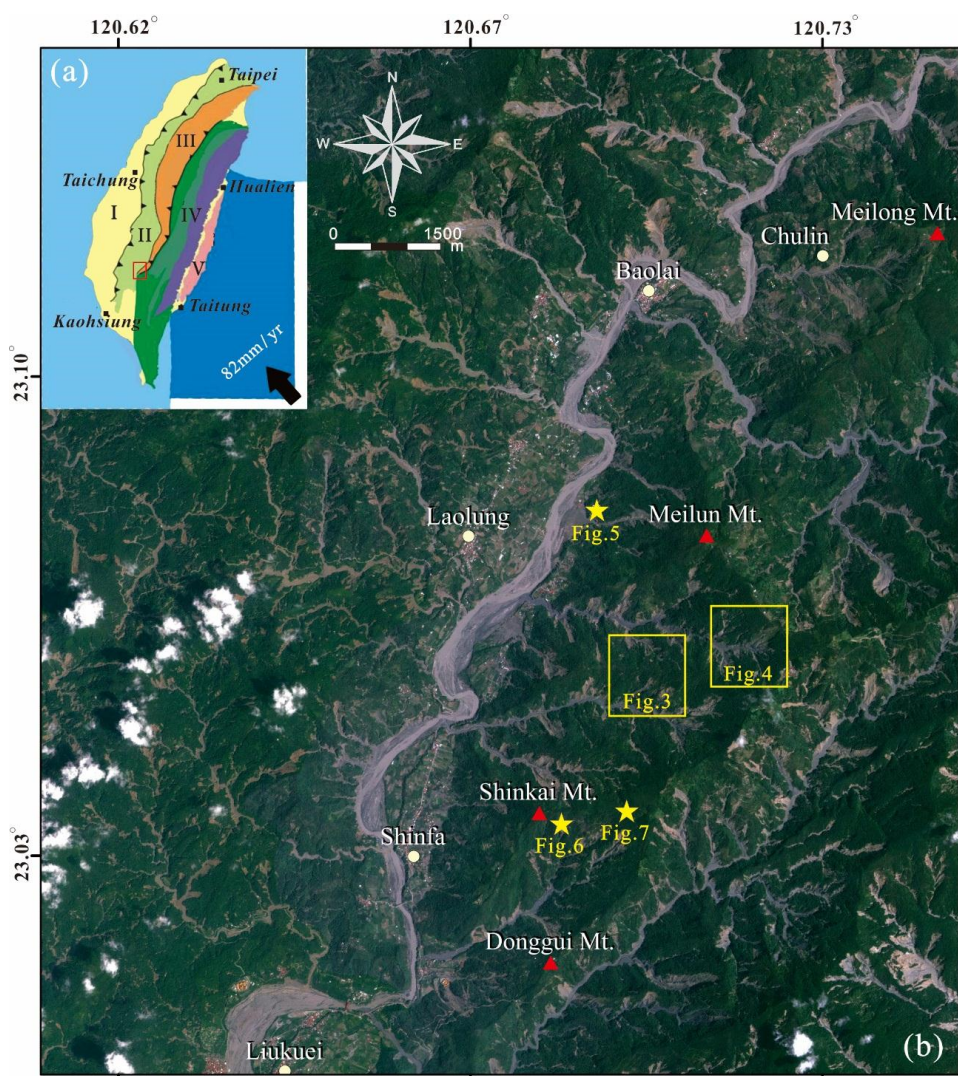 120.62°
120.67°
120.73°
(a)
Taipei
III
Taichung
Hualien
I
IV
II
V
Taitung
Kaohsiung
82mm/yr
N
W
E
S
0
1500
m
Meilong Mt.
Chulin
Baolai
23.10°
Laolung
Meilun Mt.
Fig.5
Fig.4
Fig.3
Shinkai Mt.
Fig.6
Fig.7
23.03°
Shinfa
Donggui Mt.
Liukuei
(b)